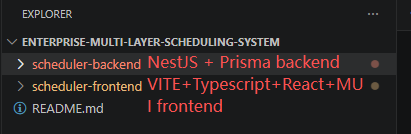 EXPLORER
ENTERPRISE-MULTI-LAYER-SCHEDULING-SYSTEM
scheduler-backend NestJS + Prisma backend
scheduler-frontend VITE+Typescript+React+MU
README.md I frontend